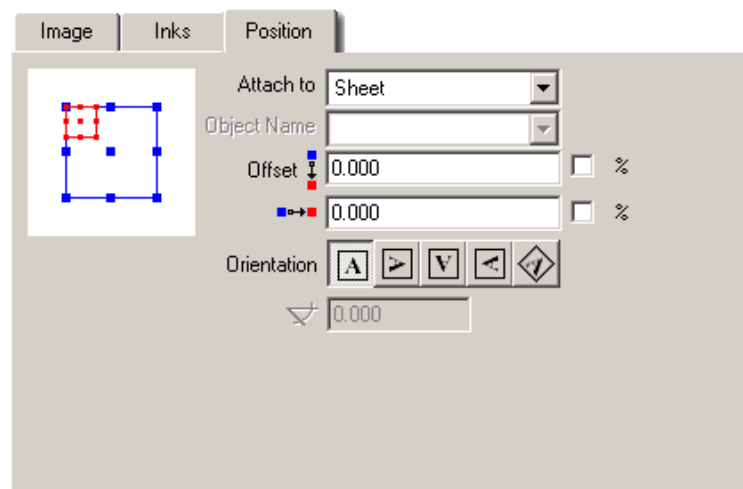 Image Inks Position
Attach to Sheet
Object Name
Offset 0.000 %
0.000 %
Orientation A A A A A
0.000